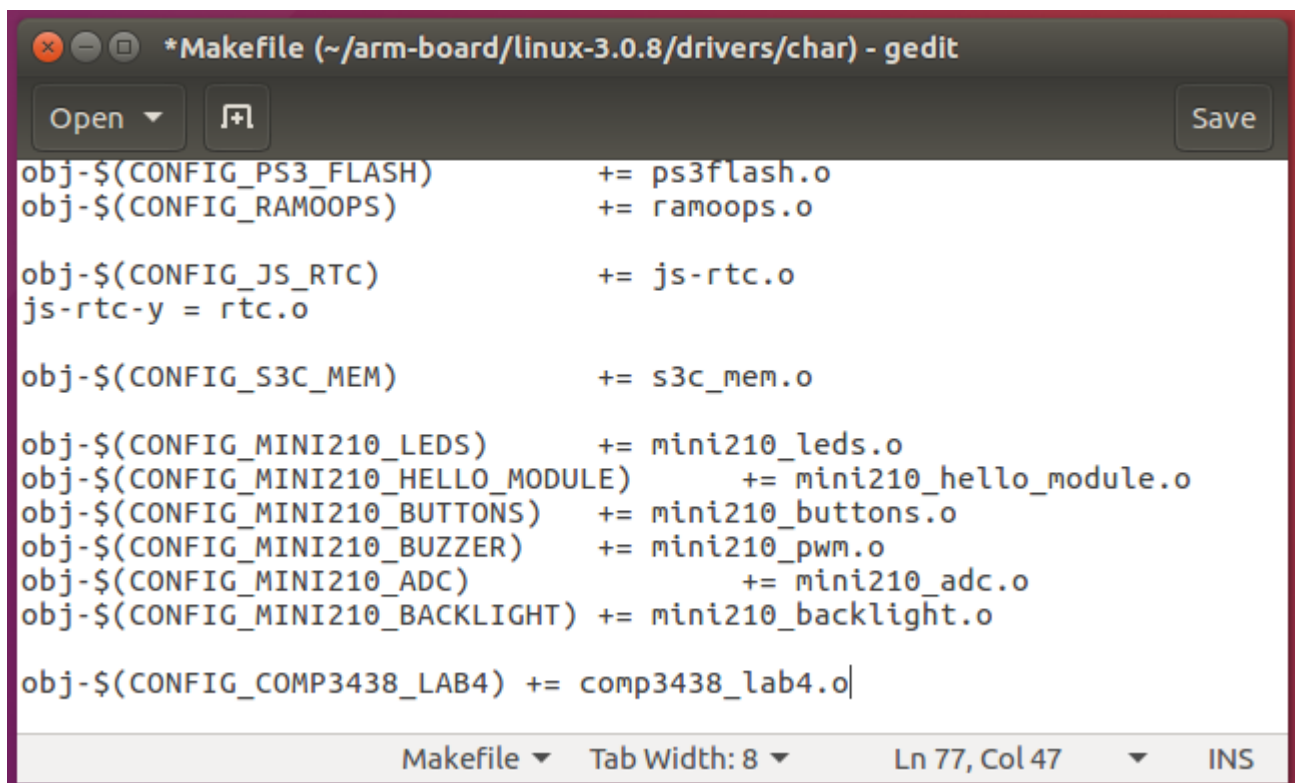 *Makefile (~/arm-board/linux-3.0.8/drivers/char) - gedit
Open Save
obj-$(CONFIG_PS3_FLASH) += ps3flash.o
obj-$(CONFIG_RAMOOPS) += ramoops.o
obj-$(CONFIG_JS_RTC) += js-rtc.o
js-rtc-y = rtc.o
obj-$(CONFIG_S3C_MEM) += s3c_mem.o
obj-$(CONFIG_MINI210_LEDS) += mini210_leds.o
obj-$(CONFIG_MINI210_HELLO_MODULE) += mini210_hello_module.o
obj-$(CONFIG_MINI210_BUTTONS) += mini210_buttons.o
obj-$(CONFIG_MINI210_BUZZER) += mini210_pwm.o
obj-$(CONFIG_MINI210_ADC) += mini210_adc.o
obj-$(CONFIG_MINI210_BACKLIGHT) += mini210_backlight.o
obj-$(CONFIG_COMP3438_LAB4) += comp3438_lab4.o
Makefile Tab Width: 8 Ln 77, Col 47 INS